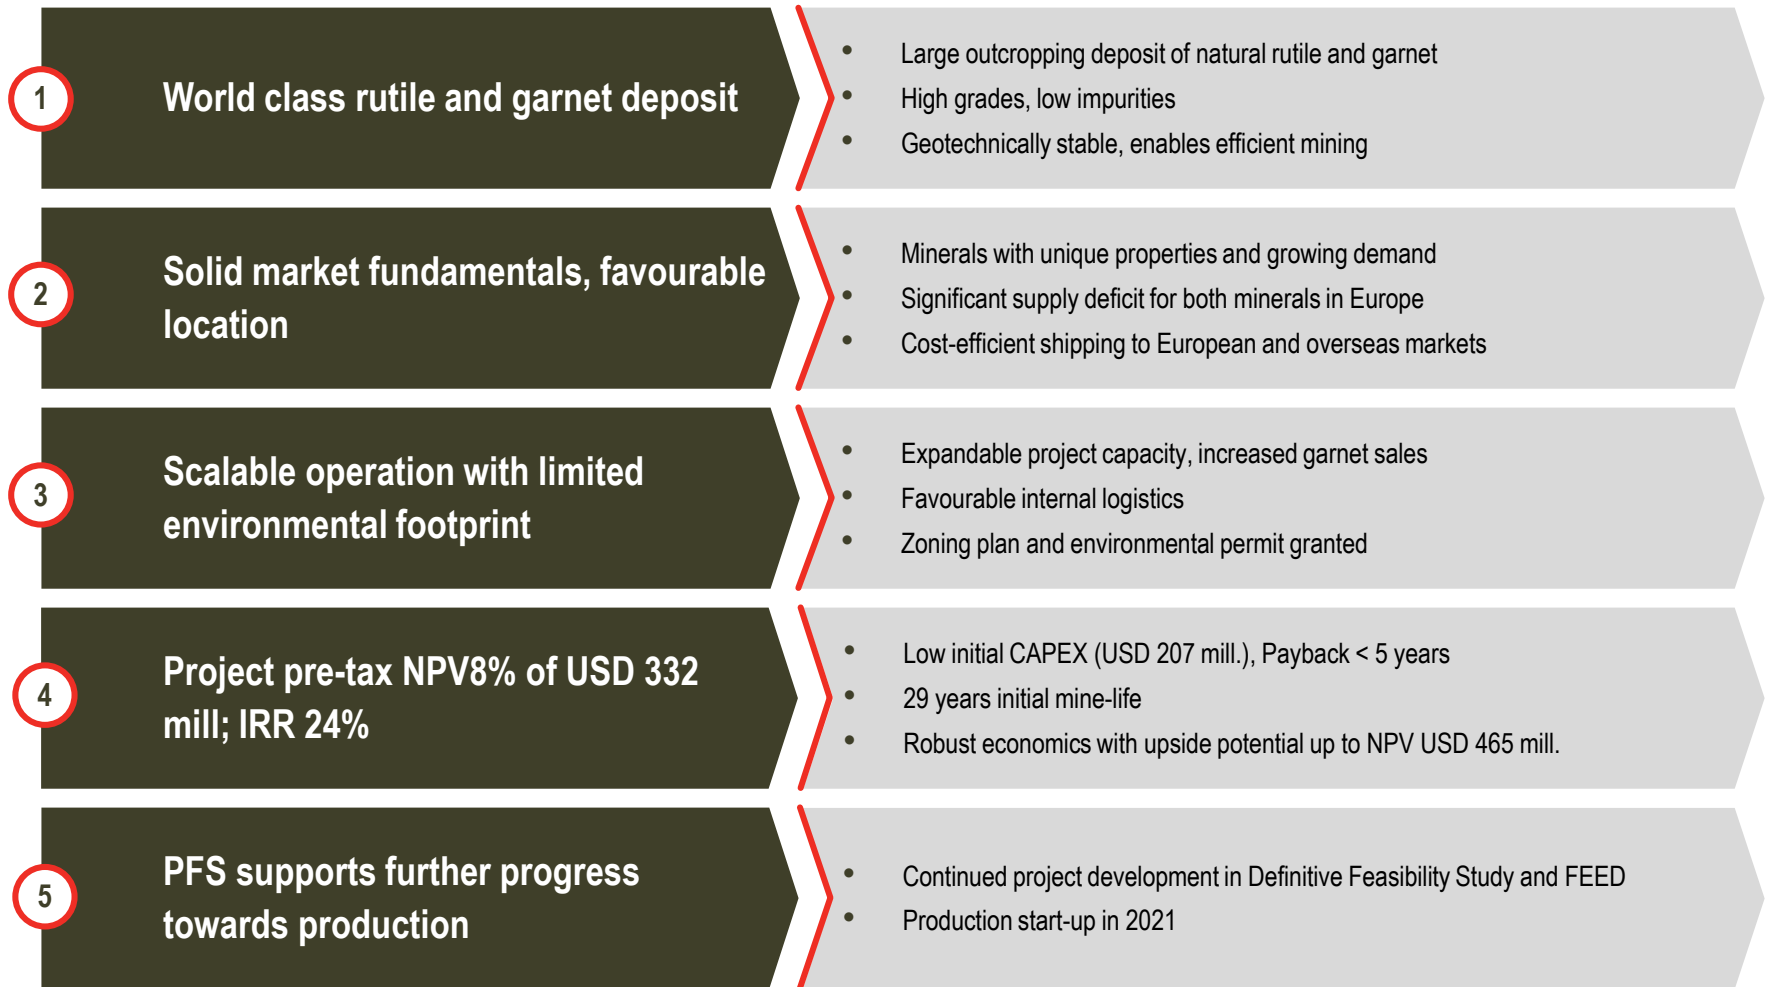 1
World class rutile and garnet deposit
• Large outcropping deposit of natural rutile and garnet
• High grades, low impurities
• Geotechnically stable, enables efficient mining
2
Solid market fundamentals, favourable
location
• Minerals with unique properties and growing demand
• Significant supply deficit for both minerals in Europe
• Cost-efficient shipping to European and overseas markets
3
Scalable operation with limited
environmental footprint
• Expandable project capacity, increased garnet sales
• Favourable internal logistics
• Zoning plan and environmental permit granted
4
Project pre-tax NPV8% of USD 332
mill; IRR 24%
• Low initial CAPEX (USD 207 mill.), Payback < 5 years
• 29 years initial mine-life
• Robust economics with upside potential up to NPV USD 465 mill.
5
PFS supports further progress
towards production
• Continued project development in Definitive Feasibility Study and FEED
• Production start-up in 2021